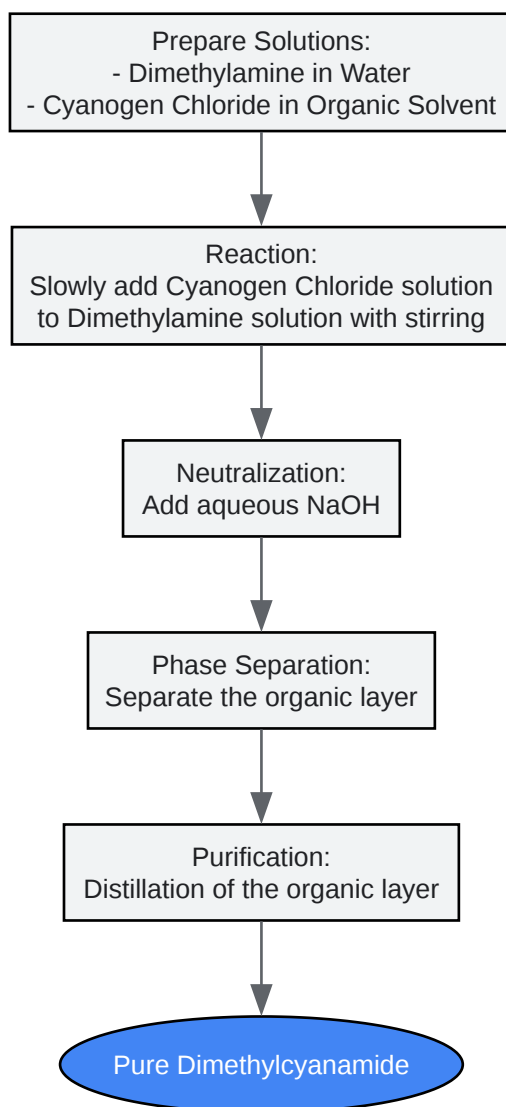 Prepare Solutions:
- Dimethylamine in Water
- Cyanogen Chloride in Organic Solvent
Reaction:
Slowly add Cyanogen Chloride solution
to Dimethylamine solution with stirring
Neutralization:
Add aqueous NaOH
Phase Separation:
Separate the organic layer
Purification:
Distillation of the organic layer
Pure Dimethylcyanamide